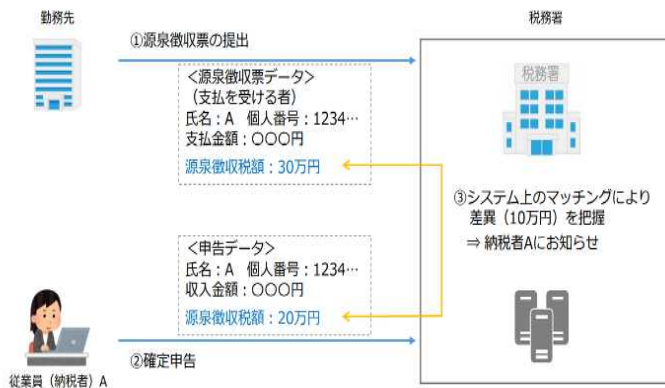 勤務先
税務署
①源泉徴収票の提出
<源泉徴収票データ>
(支払を受ける者)
氏名:A 個人番号:1234…
支払金額:〇〇〇円
源泉徴収税額:30万円
税務署
③システム上のマッチングにより
差異(10万円)を把握
⇒ 納税者Aにお知らせ
<申告データ>
氏名:A 個人番号:1234…
収入金額:〇〇〇円
源泉徴収税額:20万円
②確定申告
従業員(納税者)A